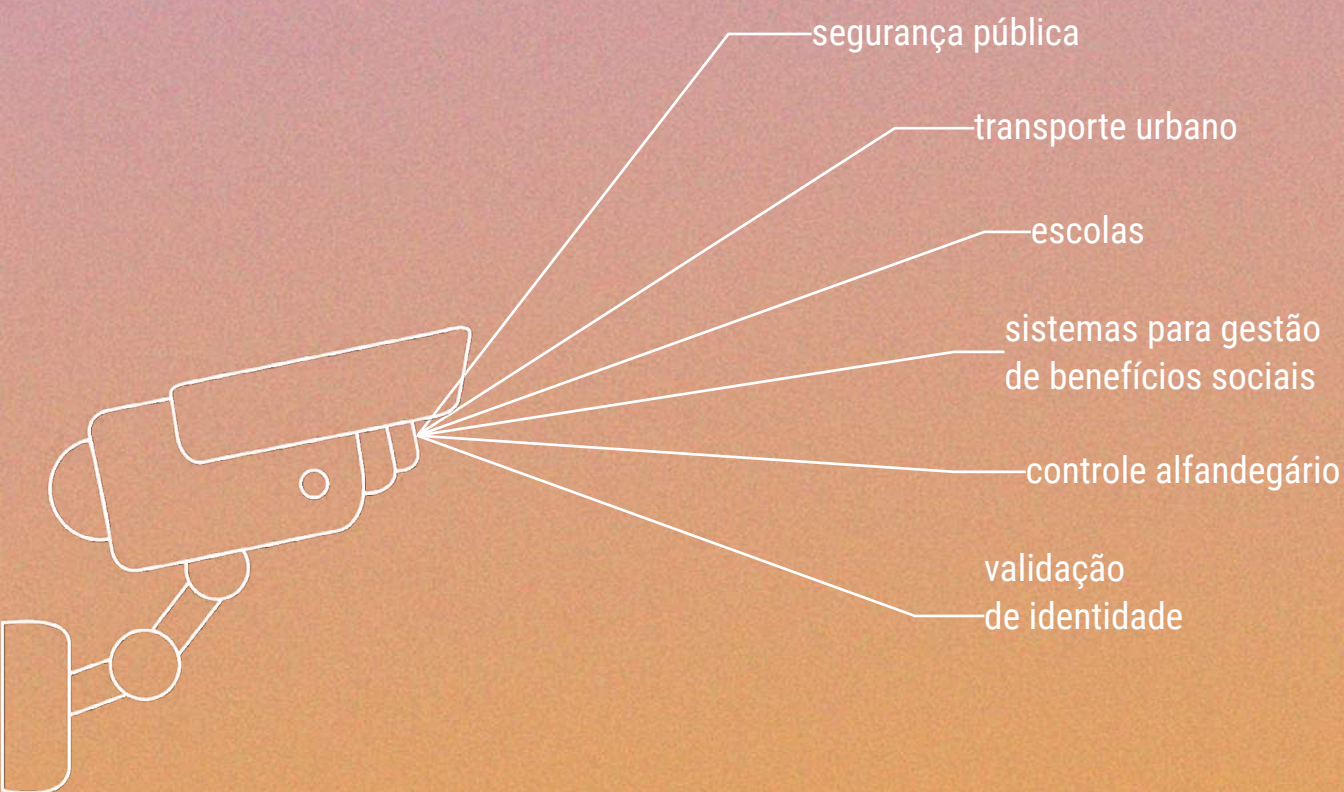 segurança pública
transporte urbano
escolas
sistemas para gestão
de benefícios sociais
controle alfandegário
validação
de identidade